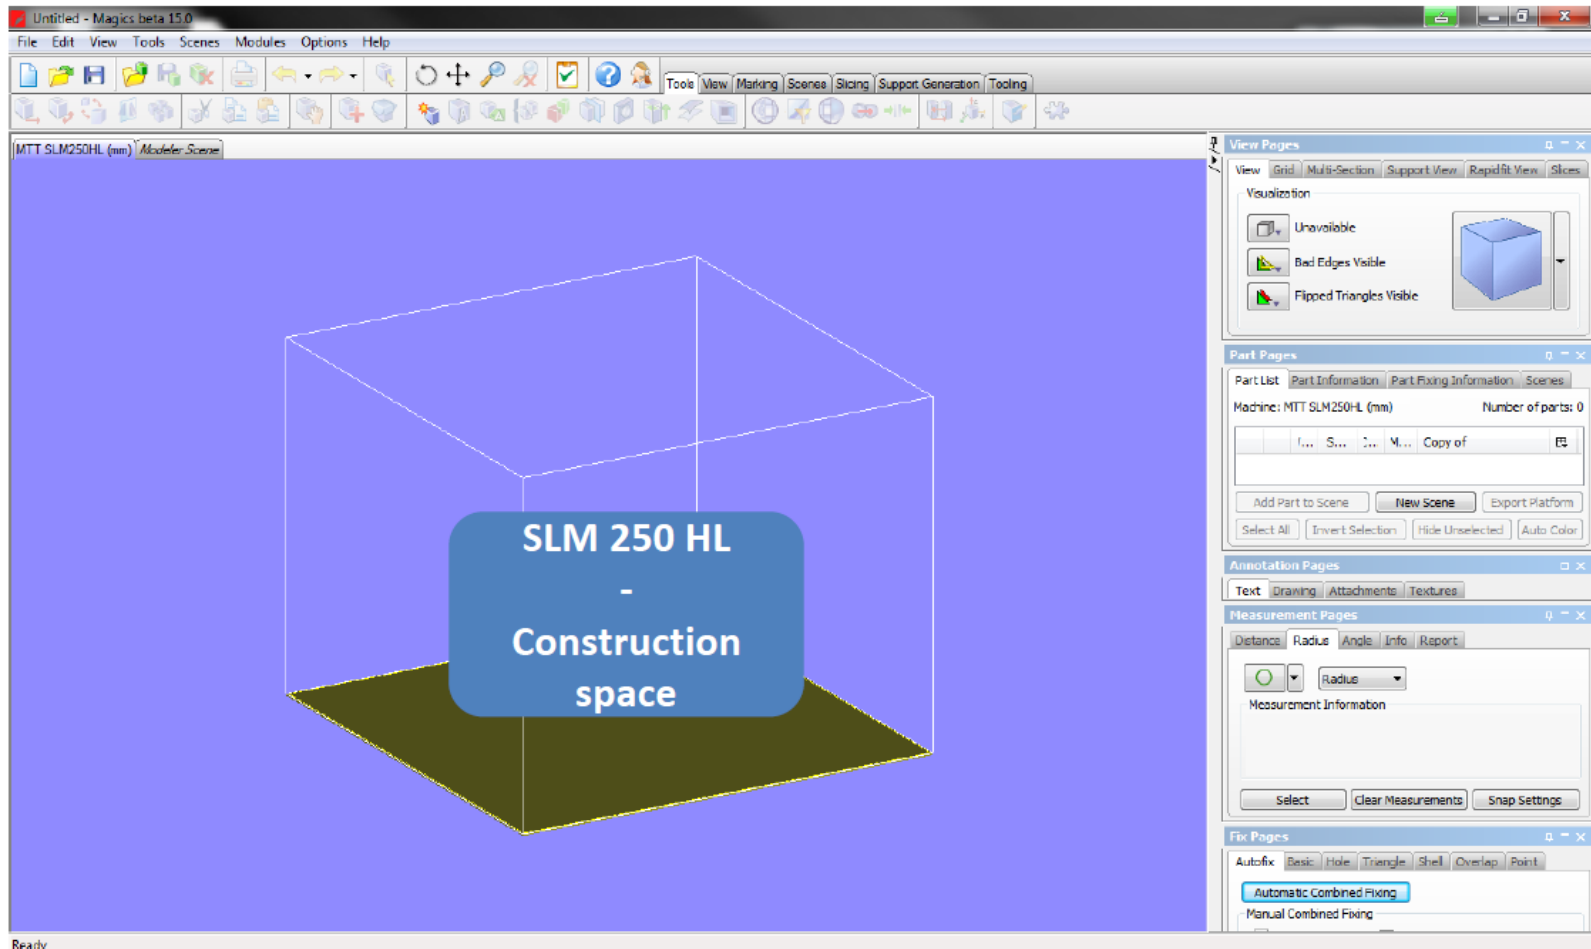 Untitled - Magics beta 15.0
File Edit View Tools Scenes Modules Options Help
Tools View Marking Scenes Slicing Support Generation Tooling
MTT SLM250HL (mm) Modeler Scene
SLM 250 HL
-
Construction
space
View Pages
View Grid Multi-Section Support View Rapidfit View Slices
Visualization
Unavailable
Bad Edges Visible
Flipped Triangles Visible
Part Pages
Part List Part Information Part Fixing Information Scenes
Machine: MTT SLM250HL (mm) Number of parts: 0
S... M... Copy of
Add Part to Scene New Scene Export Platform
Select All Invert Selection Hide Unselected Auto Color
Annotation Pages
Text Drawing Attachments Textures
Measurement Pages
Distance Radius Angle Info Report
Radius
Measurement Information
Select Clear Measurements Snap Settings
Fix Pages
Autofix Basic Hole Triangle Shell Overlap Point
Automatic Combined Fixing
Manual Combined Fixing
Ready